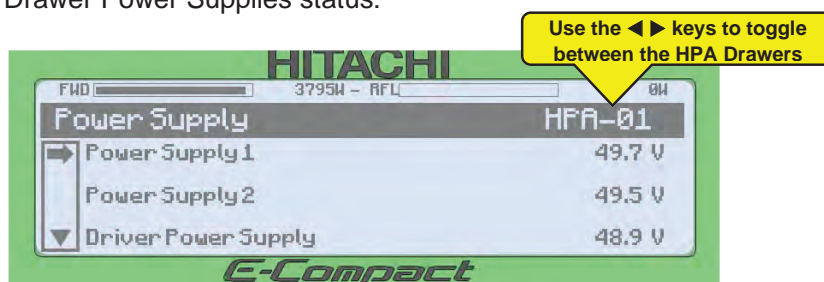 Drawer Power Supplies status.
Use the ◀ ▶ keys to toggle
between the HPA Drawers
HITACHI
FWD 3795W - RFL 0W
Power Supply HPA-01
Power Supply 1 49.7 V
Power Supply 2 49.5 V
Driver Power Supply 48.9 V
E-Compact